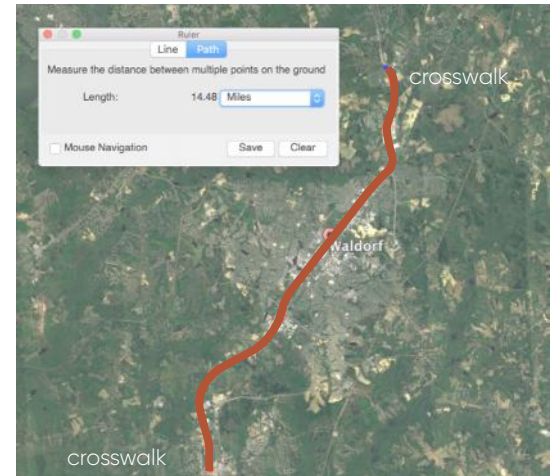 Ruler
Line Path
Measure the distance between multiple points on the ground
Length: 14.48 Miles
Mouse Navigation Save Clear
crosswalk
Waldorf
crosswalk